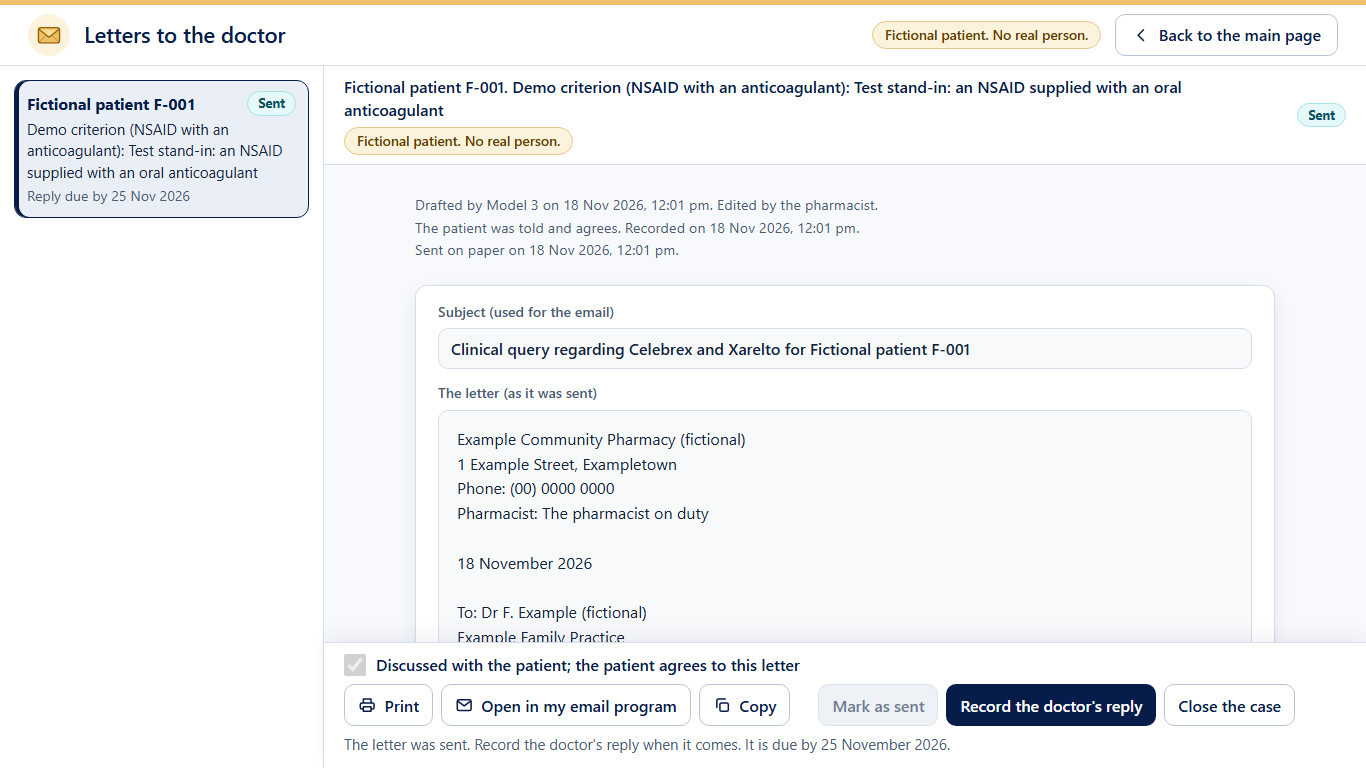 Letters to the doctor
Fictional patient. No real person.
Back to the main page
Fictional patient F-001
Sent
Demo criterion (NSAID with an
anticoagulant): Test stand-in: an NSAID
supplied with an oral anticoagulant
Reply due by 25 Nov 2026
Fictional patient F-001. Demo criterion (NSAID with an anticoagulant): Test stand-in: an NSAID supplied with an oral
anticoagulant
Fictional patient. No real person.
Sent
Drafted by Model 3 on 18 Nov 2026, 12:01 pm. Edited by the pharmacist.
The patient was told and agrees. Recorded on 18 Nov 2026, 12:01 pm.
Sent on paper on 18 Nov 2026, 12:01 pm.
Subject (used for the email)
Clinical query regarding Celebrex and Xarelto for Fictional patient F-001
The letter (as it was sent)
Example Community Pharmacy (fictional)
1 Example Street, Exampletown
Phone: (00) 0000 0000
Pharmacist: The pharmacist on duty
18 November 2026
To: Dr F. Example (fictional)
Example Family Practice
Discussed with the patient; the patient agrees to this letter
Print
Open in my email program
Copy
Mark as sent
Record the doctor's reply
Close the case
The letter was sent. Record the doctor's reply when it comes. It is due by 25 November 2026.